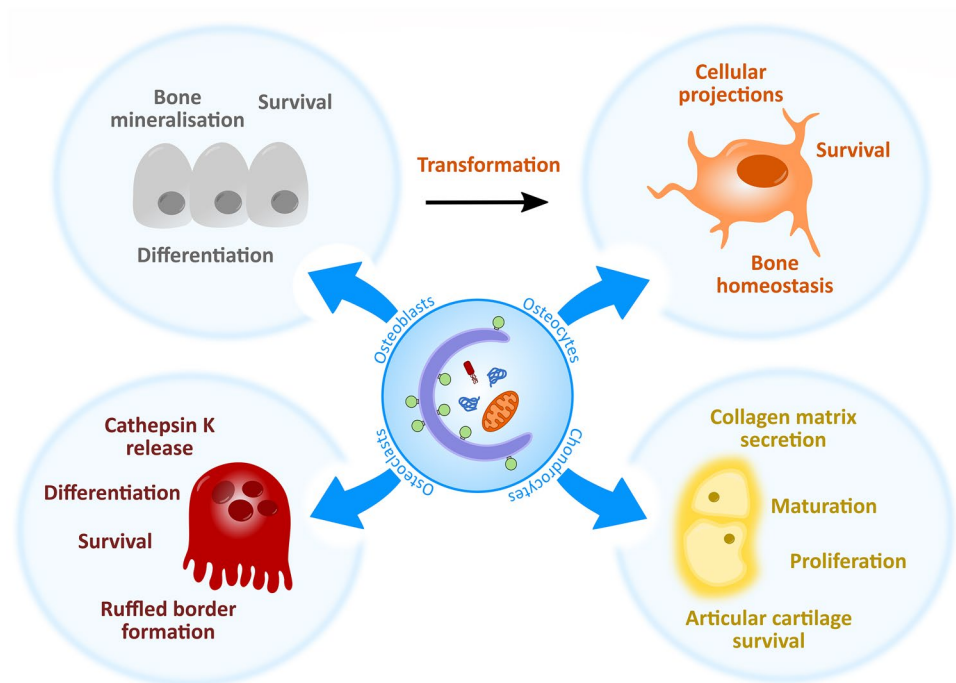 Bone
mineralisation
Survival
Differentiation
Transformation
Cellular
projections
Survival
Bone
homeostasis
Osteoblasts
Osteocytes
Osteoclasts
Chondrocytes
Cathepsin K
release
Differentiation
Survival
Ruffled border
formation
Collagen matrix
secretion
Maturation
Proliferation
Articular cartilage
survival